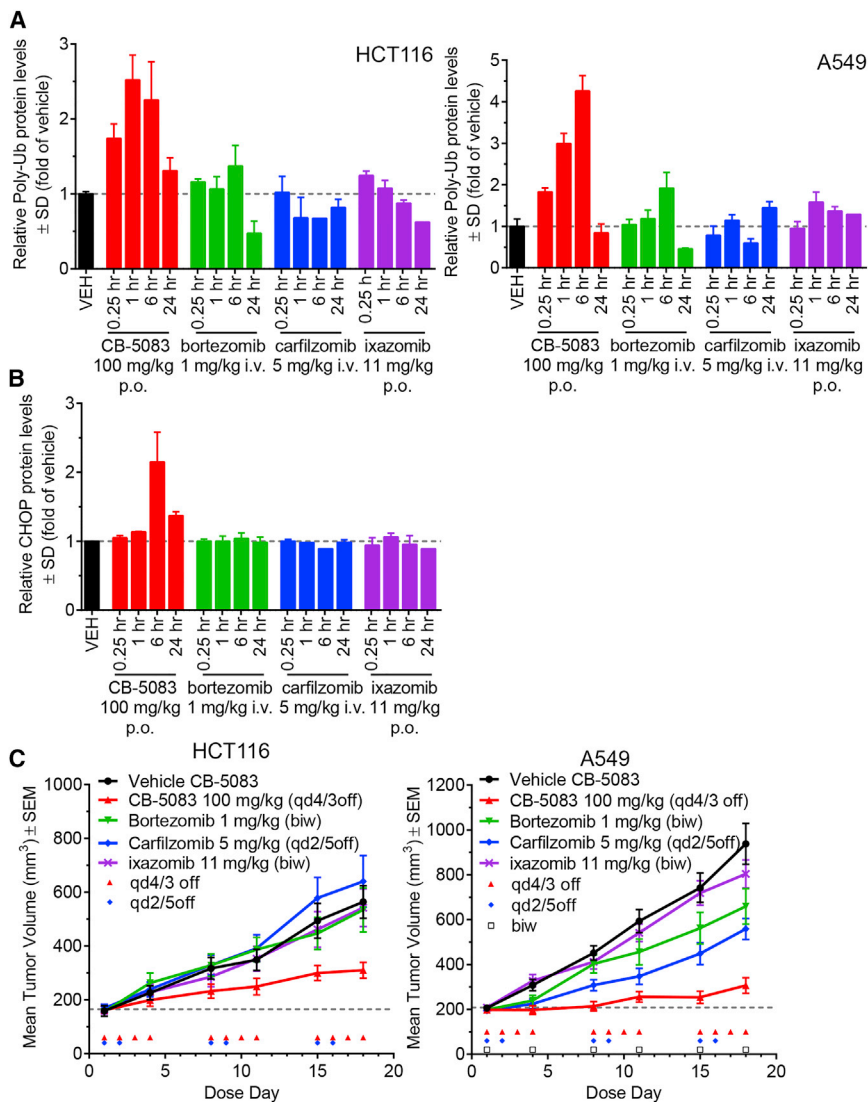 A
HCT116
Relative Poly-Ub protein levels
± SD (fold of vehicle)
3
2
1
0
VEH
0.25 hr
1 hr
6 hr
24 hr
0.25 hr
1 hr
6 hr
24 hr
0.25 hr
1 hr
6 hr
24 hr
0.25 h
1 hr
6 hr
24 hr
CB-5083 bortezomib carfilzomib ixazomib
100 mg/kg 1 mg/kg i.v. 5 mg/kg i.v. 11 mg/kg
p.o. p.o.
A549
Relative Poly-Ub protein levels
± SD (fold of vehicle)
5
4
3
2
1
0
VEH
0.25 hr
1 hr
6 hr
24 hr
0.25 hr
1 hr
6 hr
24 hr
0.25 hr
1 hr
6 hr
24 hr
0.25 hr
1 hr
6 hr
24 hr
CB-5083 bortezomib carfilzomib ixazomib
100 mg/kg 1 mg/kg i.v. 5 mg/kg i.v. 11 mg/kg
p.o. p.o.
B
Relative CHOP protein levels
± SD (fold of vehicle)
3
2
1
0
VEH
0.25 hr
1 hr
6 hr
24 hr
0.25 hr
1 hr
6 hr
24 hr
0.25 hr
1 hr
6 hr
24 hr
0.25 hr
1 hr
6 hr
24 hr
CB-5083 bortezomib carfilzomib ixazomib
100 mg/kg 1 mg/kg i.v. 5 mg/kg i.v. 11 mg/kg
p.o. p.o.
C
HCT116
Mean Tumor Volume (mm³) ± SEM
1000
800
600
400
200
0
Vehicle CB-5083
CB-5083 100 mg/kg (qd4/3off)
Bortezomib 1 mg/kg (biw)
Carfilzomib 5 mg/kg (qd2/5off)
ixazomib 11 mg/kg (biw)
qd4/3 off
qd2/5off
0 5 10 15 20
Dose Day
A549
Mean Tumor Volume (mm³) ± SEM
1200
1000
800
600
400
200
0
Vehicle CB-5083
CB-5083 100 mg/kg (qd4/3 off)
Bortezomib 1 mg/kg (biw)
Carfilzomib 5 mg/kg (qd2/5off)
ixazomib 11 mg/kg (biw)
qd4/3 off
qd2/5off
biw
0 5 10 15 20
Dose Day